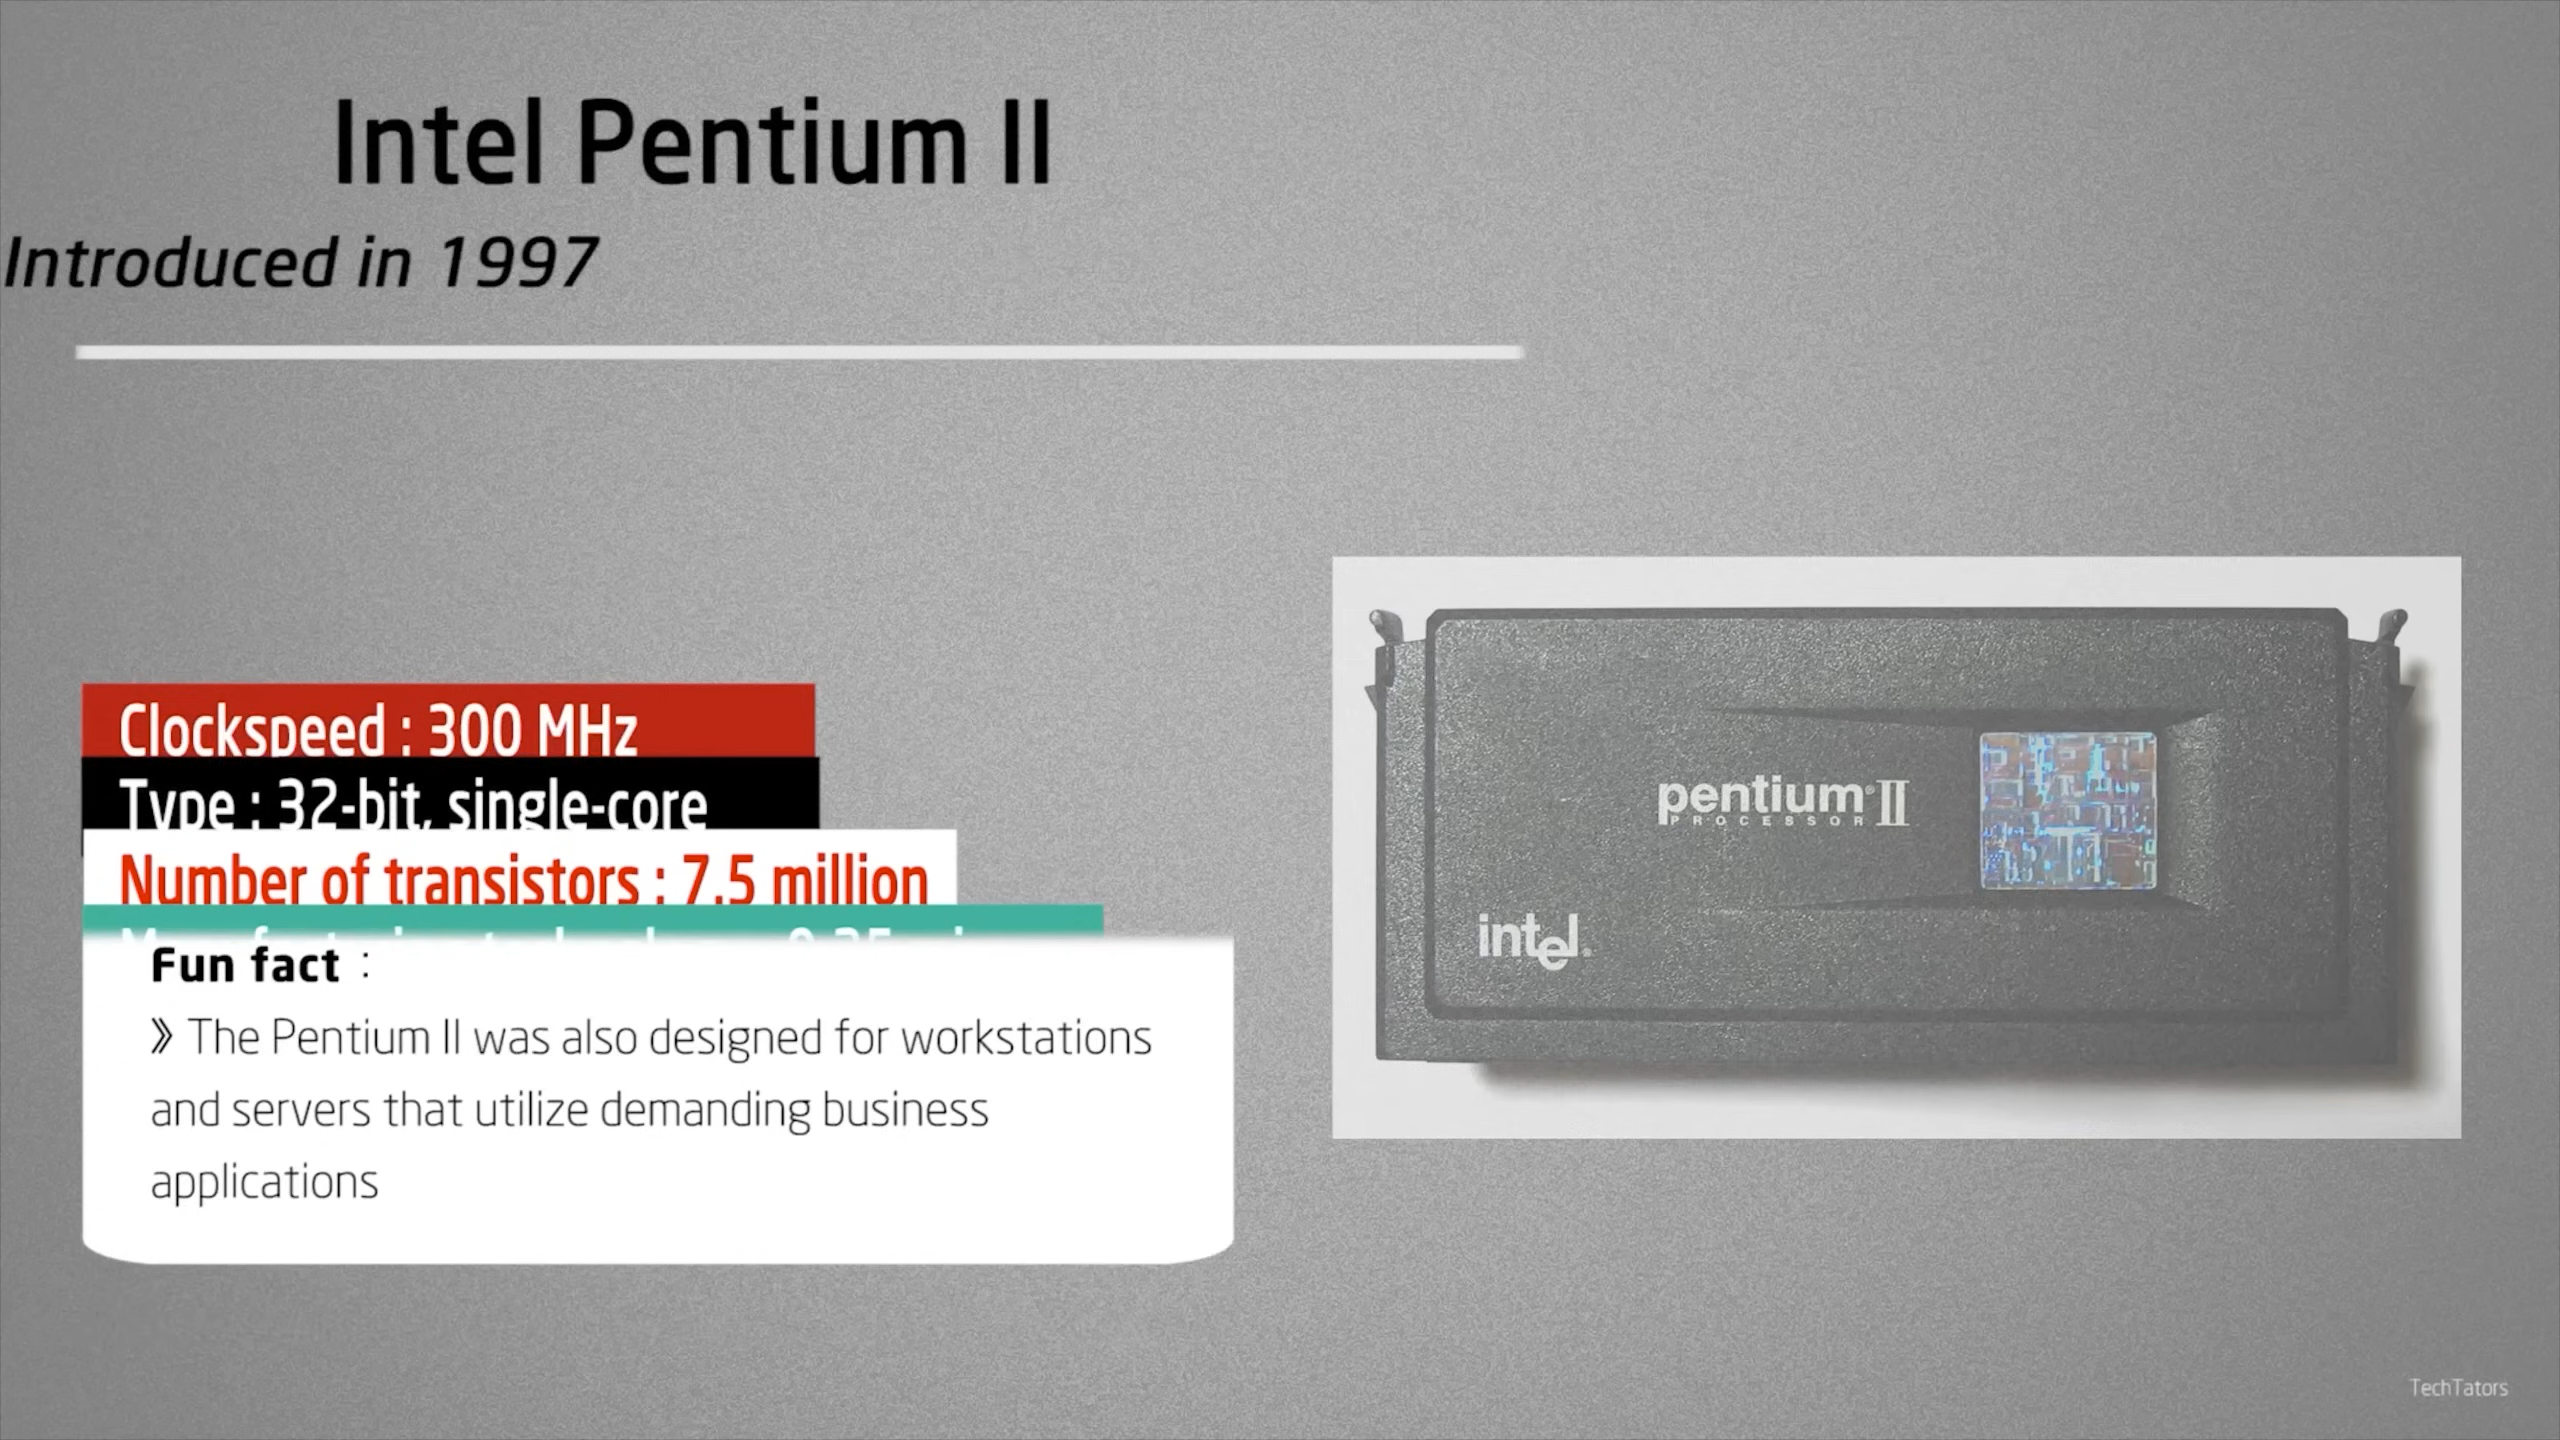 Intel Pentium II
Introduced in 1997
Clockspeed : 300 MHz
Type : 32-bit, single-core
Number of transistors : 7.5 million
Fun fact :
» The Pentium II was also designed for workstations
and servers that utilize demanding business
applications
pentium® II
PROCESSOR
intel®
TechTators